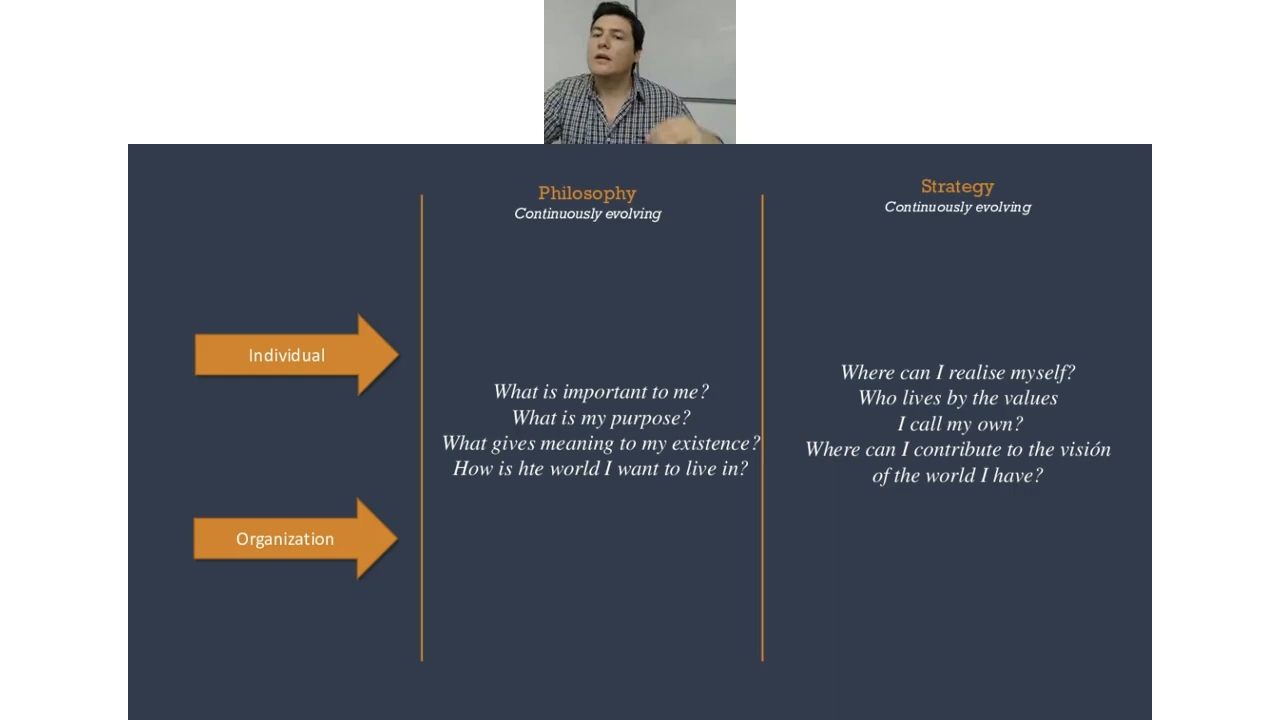 Philosophy
Continuously evolving
Strategy
Continuously evolving
Individual
Organization
What is important to me?
What is my purpose?
What gives meaning to my existence?
How is hte world I want to live in?
Where can I realise myself?
Who lives by the values
I call my own?
Where can I contribute to the visión
of the world I have?